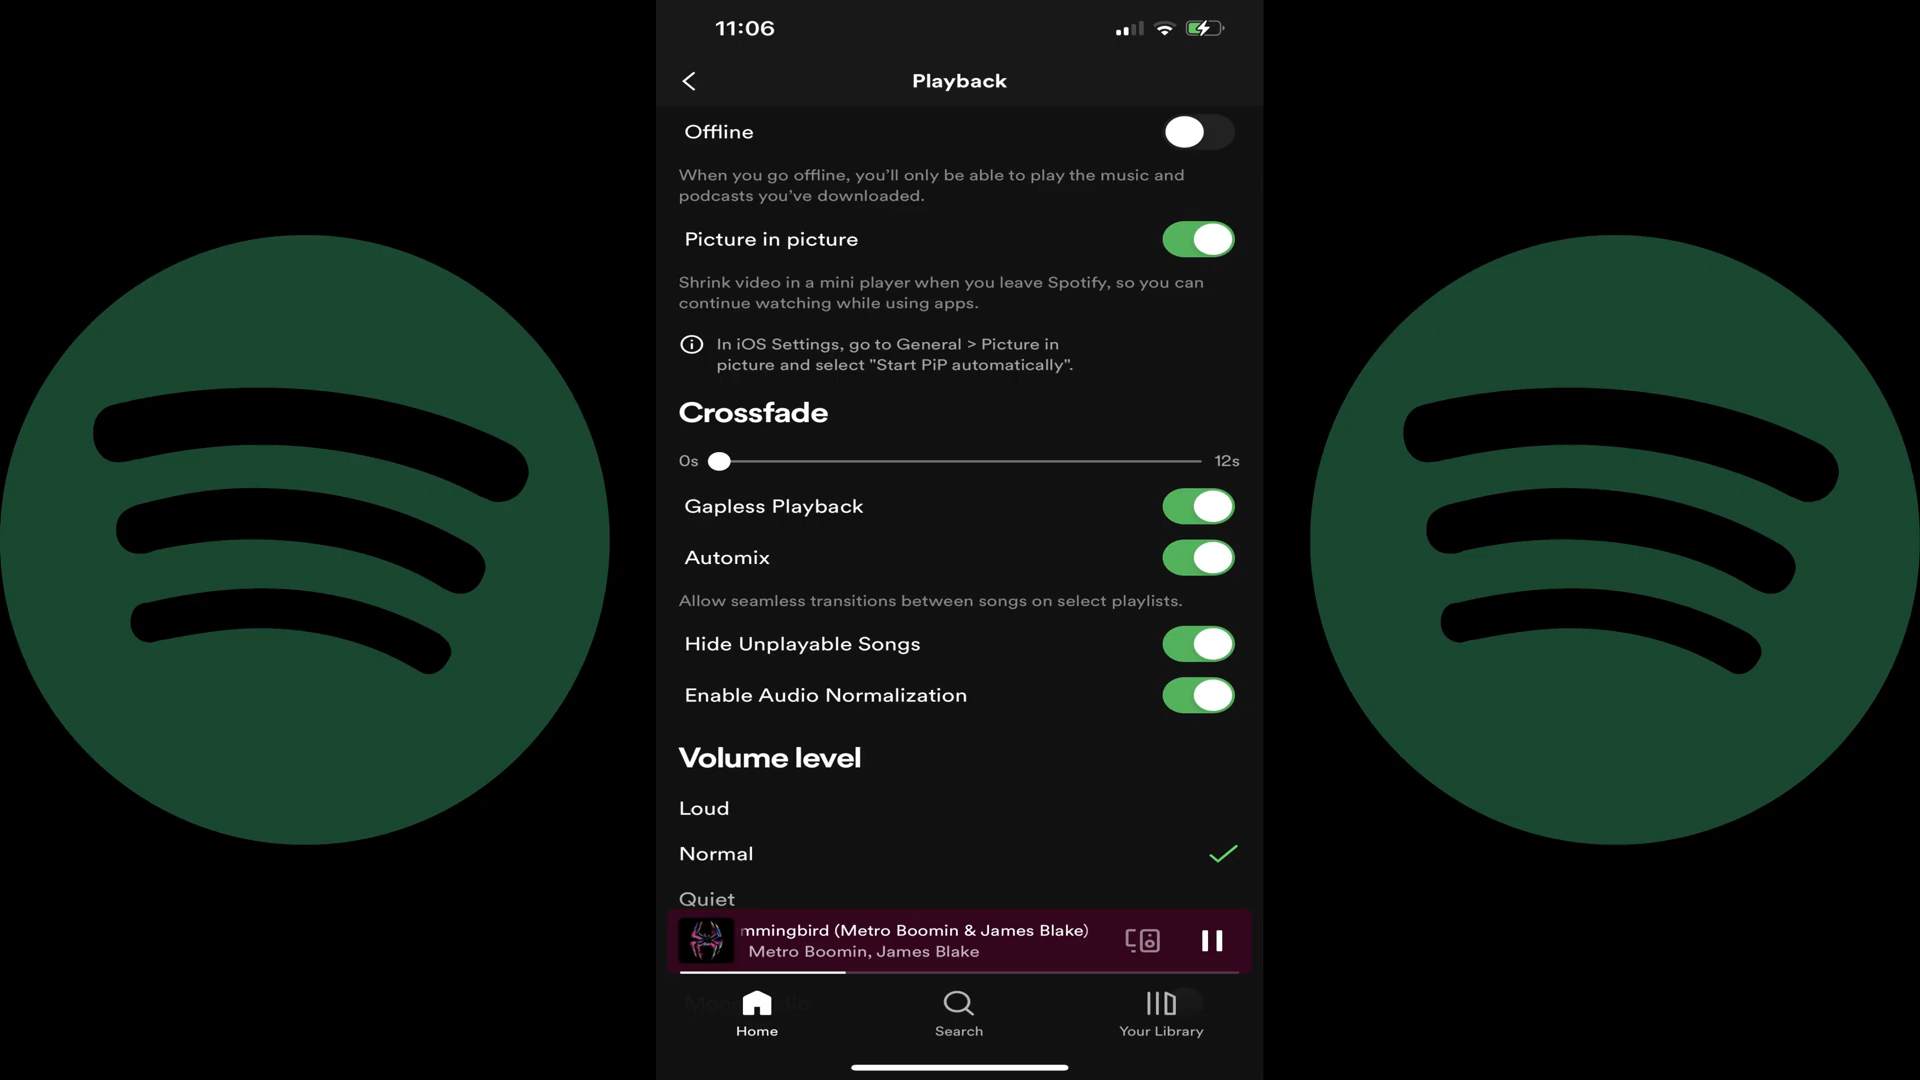 11:06
Playback
Offline
When you go offline, you'll only be able to play the music and
podcasts you've downloaded.
Picture in picture
Shrink video in a mini player when you leave Spotify, so you can
continue watching while using apps.
In iOS Settings, go to General > Picture in
picture and select "Start PiP automatically".
Crossfade
0s 12s
Gapless Playback
Automix
Allow seamless transitions between songs on select playlists.
Hide Unplayable Songs
Enable Audio Normalization
Volume level
Loud
Normal
Quiet
mmingbird (Metro Boomin & James Blake)
Metro Boomin, James Blake
Home Search Your Library